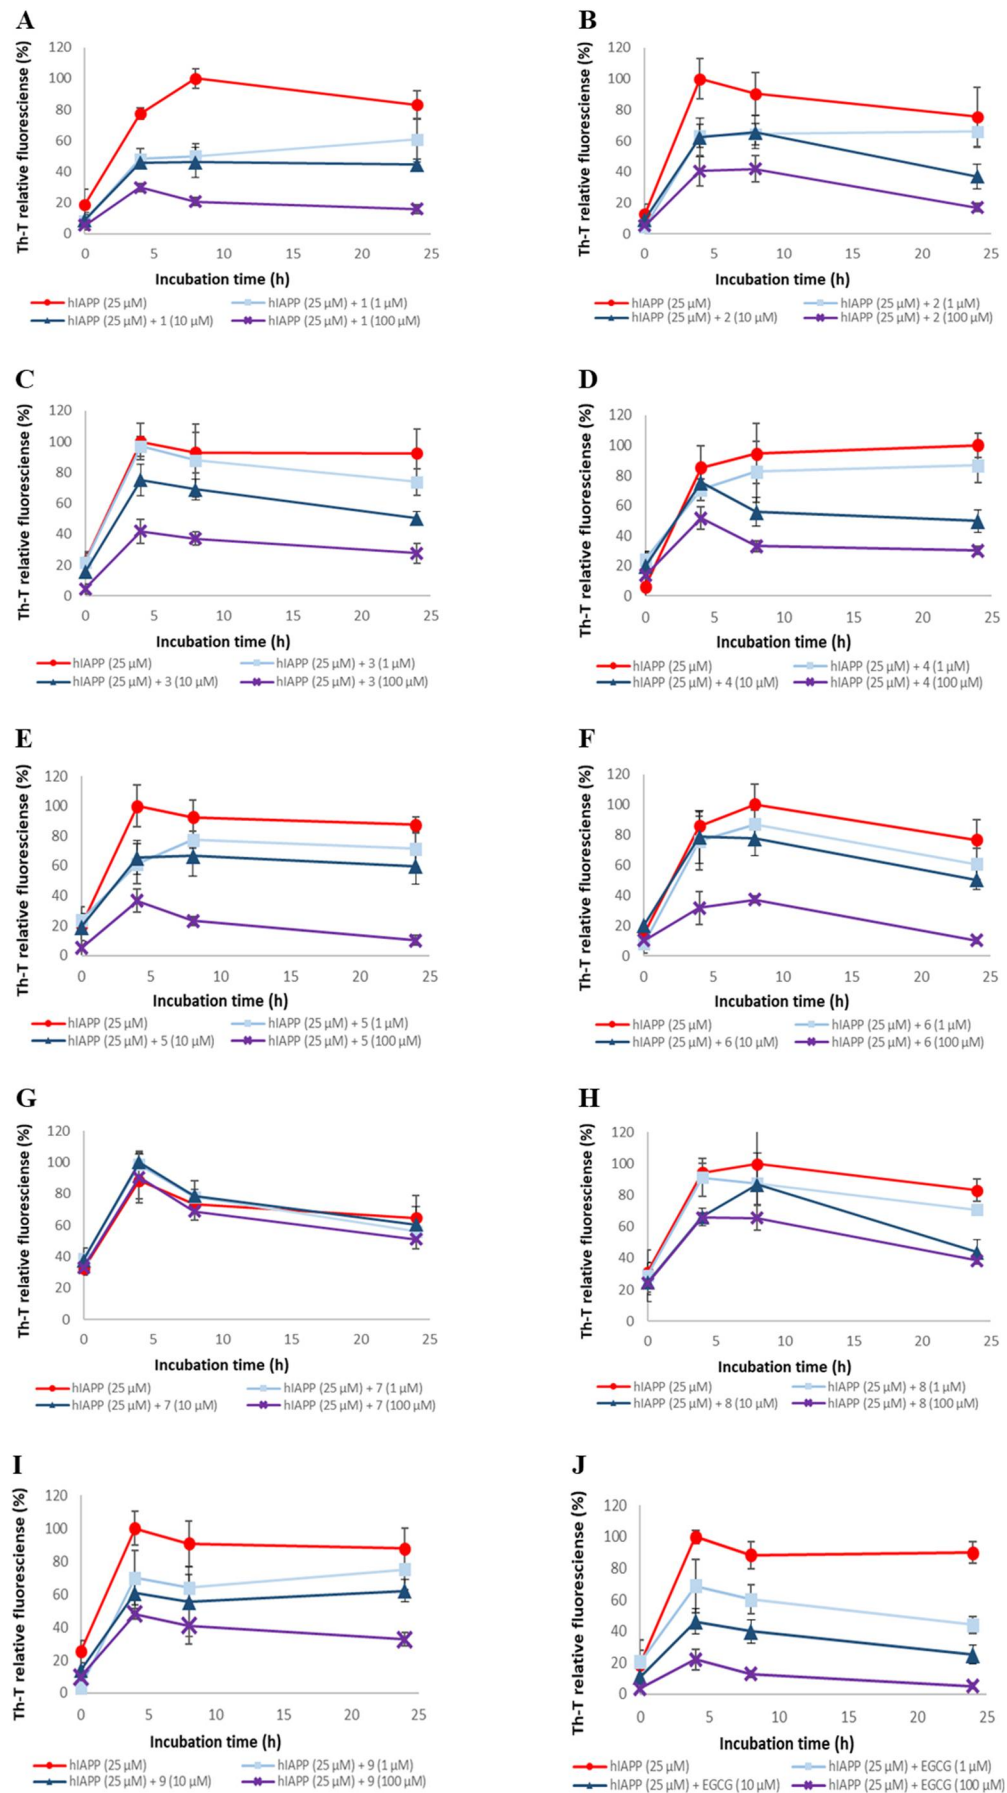 A
Th-T relative fluoresciense (%)
120
100
80
60
40
20
0
0 5 10 15 20 25
Incubation time (h)
hIAPP (25 µM) hIAPP (25 µM) + 1 (1 µM)
hIAPP (25 µM) + 1 (10 µM) hIAPP (25 µM) + 1 (100 µM)
B
Th-T relative fluoresciense (%)
120
100
80
60
40
20
0
0 5 10 15 20 25
Incubation time (h)
hIAPP (25 µM) hIAPP (25 µM) + 2 (1 µM)
hIAPP (25 µM) + 2 (10 µM) hIAPP (25 µM) + 2 (100 µM)
C
Th-T relative fluoresciense (%)
120
100
80
60
40
20
0
0 5 10 15 20 25
Incubation time (h)
hIAPP (25 µM) hIAPP (25 µM) + 3 (1 µM)
hIAPP (25 µM) + 3 (10 µM) hIAPP (25 µM) + 3 (100 µM)
D
Th-T relative fluoresciense (%)
120
100
80
60
40
20
0
0 5 10 15 20 25
Incubation time (h)
hIAPP (25 µM) hIAPP (25 µM) + 4 (1 µM)
hIAPP (25 µM) + 4 (10 µM) hIAPP (25 µM) + 4 (100 µM)
E
Th-T relative fluoresciense (%)
120
100
80
60
40
20
0
0 5 10 15 20 25
Incubation time (h)
hIAPP (25 µM) hIAPP (25 µM) + 5 (1 µM)
hIAPP (25 µM) + 5 (10 µM) hIAPP (25 µM) + 5 (100 µM)
F
Th-T relative fluoresciense (%)
120
100
80
60
40
20
0
0 5 10 15 20 25
Incubation time (h)
hIAPP (25 µM) hIAPP (25 µM) + 6 (1 µM)
hIAPP (25 µM) + 6 (10 µM) hIAPP (25 µM) + 6 (100 µM)
G
Th-T relative fluoresciense (%)
120
100
80
60
40
20
0
0 5 10 15 20 25
Incubation time (h)
hIAPP (25 µM) hIAPP (25 µM) + 7 (1 µM)
hIAPP (25 µM) + 7 (10 µM) hIAPP (25 µM) + 7 (100 µM)
H
Th-T relative fluoresciense (%)
120
100
80
60
40
20
0
0 5 10 15 20 25
Incubation time (h)
hIAPP (25 µM) hIAPP (25 µM) + 8 (1 µM)
hIAPP (25 µM) + 8 (10 µM) hIAPP (25 µM) + 8 (100 µM)
I
Th-T relative fluoresciense (%)
120
100
80
60
40
20
0
0 5 10 15 20 25
Incubation time (h)
hIAPP (25 µM) hIAPP (25 µM) + 9 (1 µM)
hIAPP (25 µM) + 9 (10 µM) hIAPP (25 µM) + 9 (100 µM)
J
Th-T relative fluoresciense (%)
120
100
80
60
40
20
0
0 5 10 15 20 25
Incubation time (h)
hIAPP (25 µM) hIAPP (25 µM) + EGCG (1 µM)
hIAPP (25 µM) + EGCG (10 µM) hIAPP (25 µM) + EGCG (100 µM)